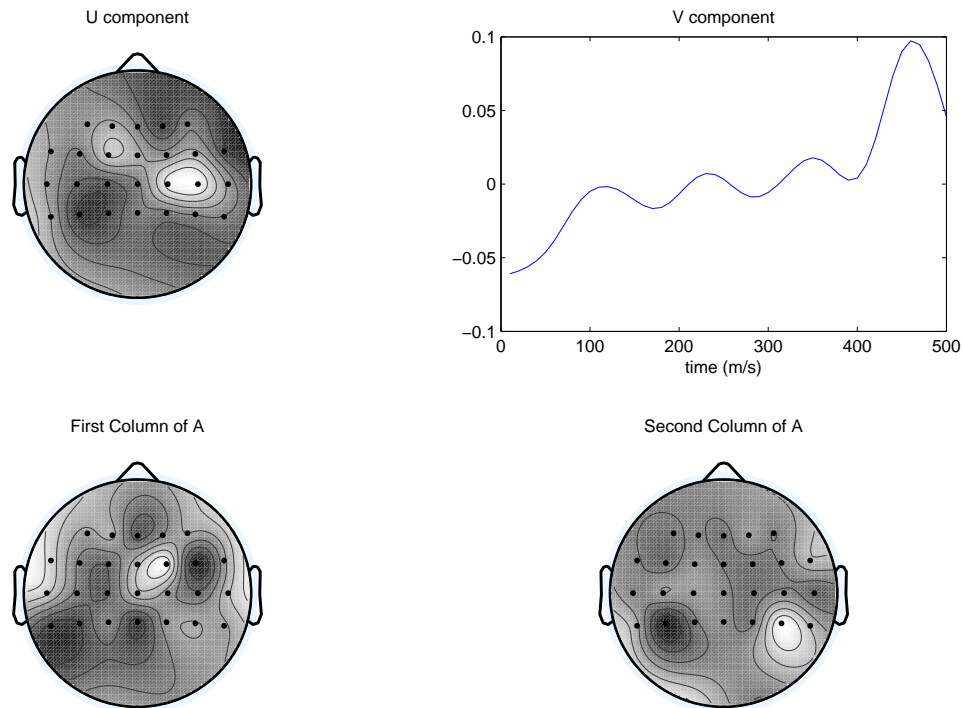 U component
V component
0.1
0.05
0
−0.05
−0.1
0 100 200 300 400 500
time (m/s)
First Column of A
Second Column of A